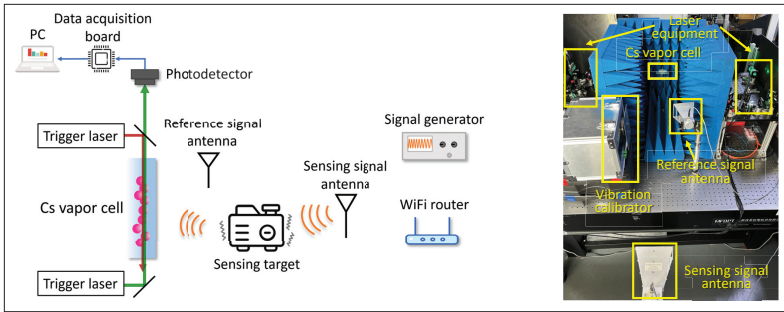 Data acquisition
board
PC
Photodetector
Trigger laser
Reference signal
antenna
Signal generator
Sensing signal
antenna
Cs vapor cell
WiFi router
Sensing target
Trigger laser
Laser
equipment
Cs vapor cell
Reference signal
antenna
Vibration
calibrator
Sensing signal
antenna